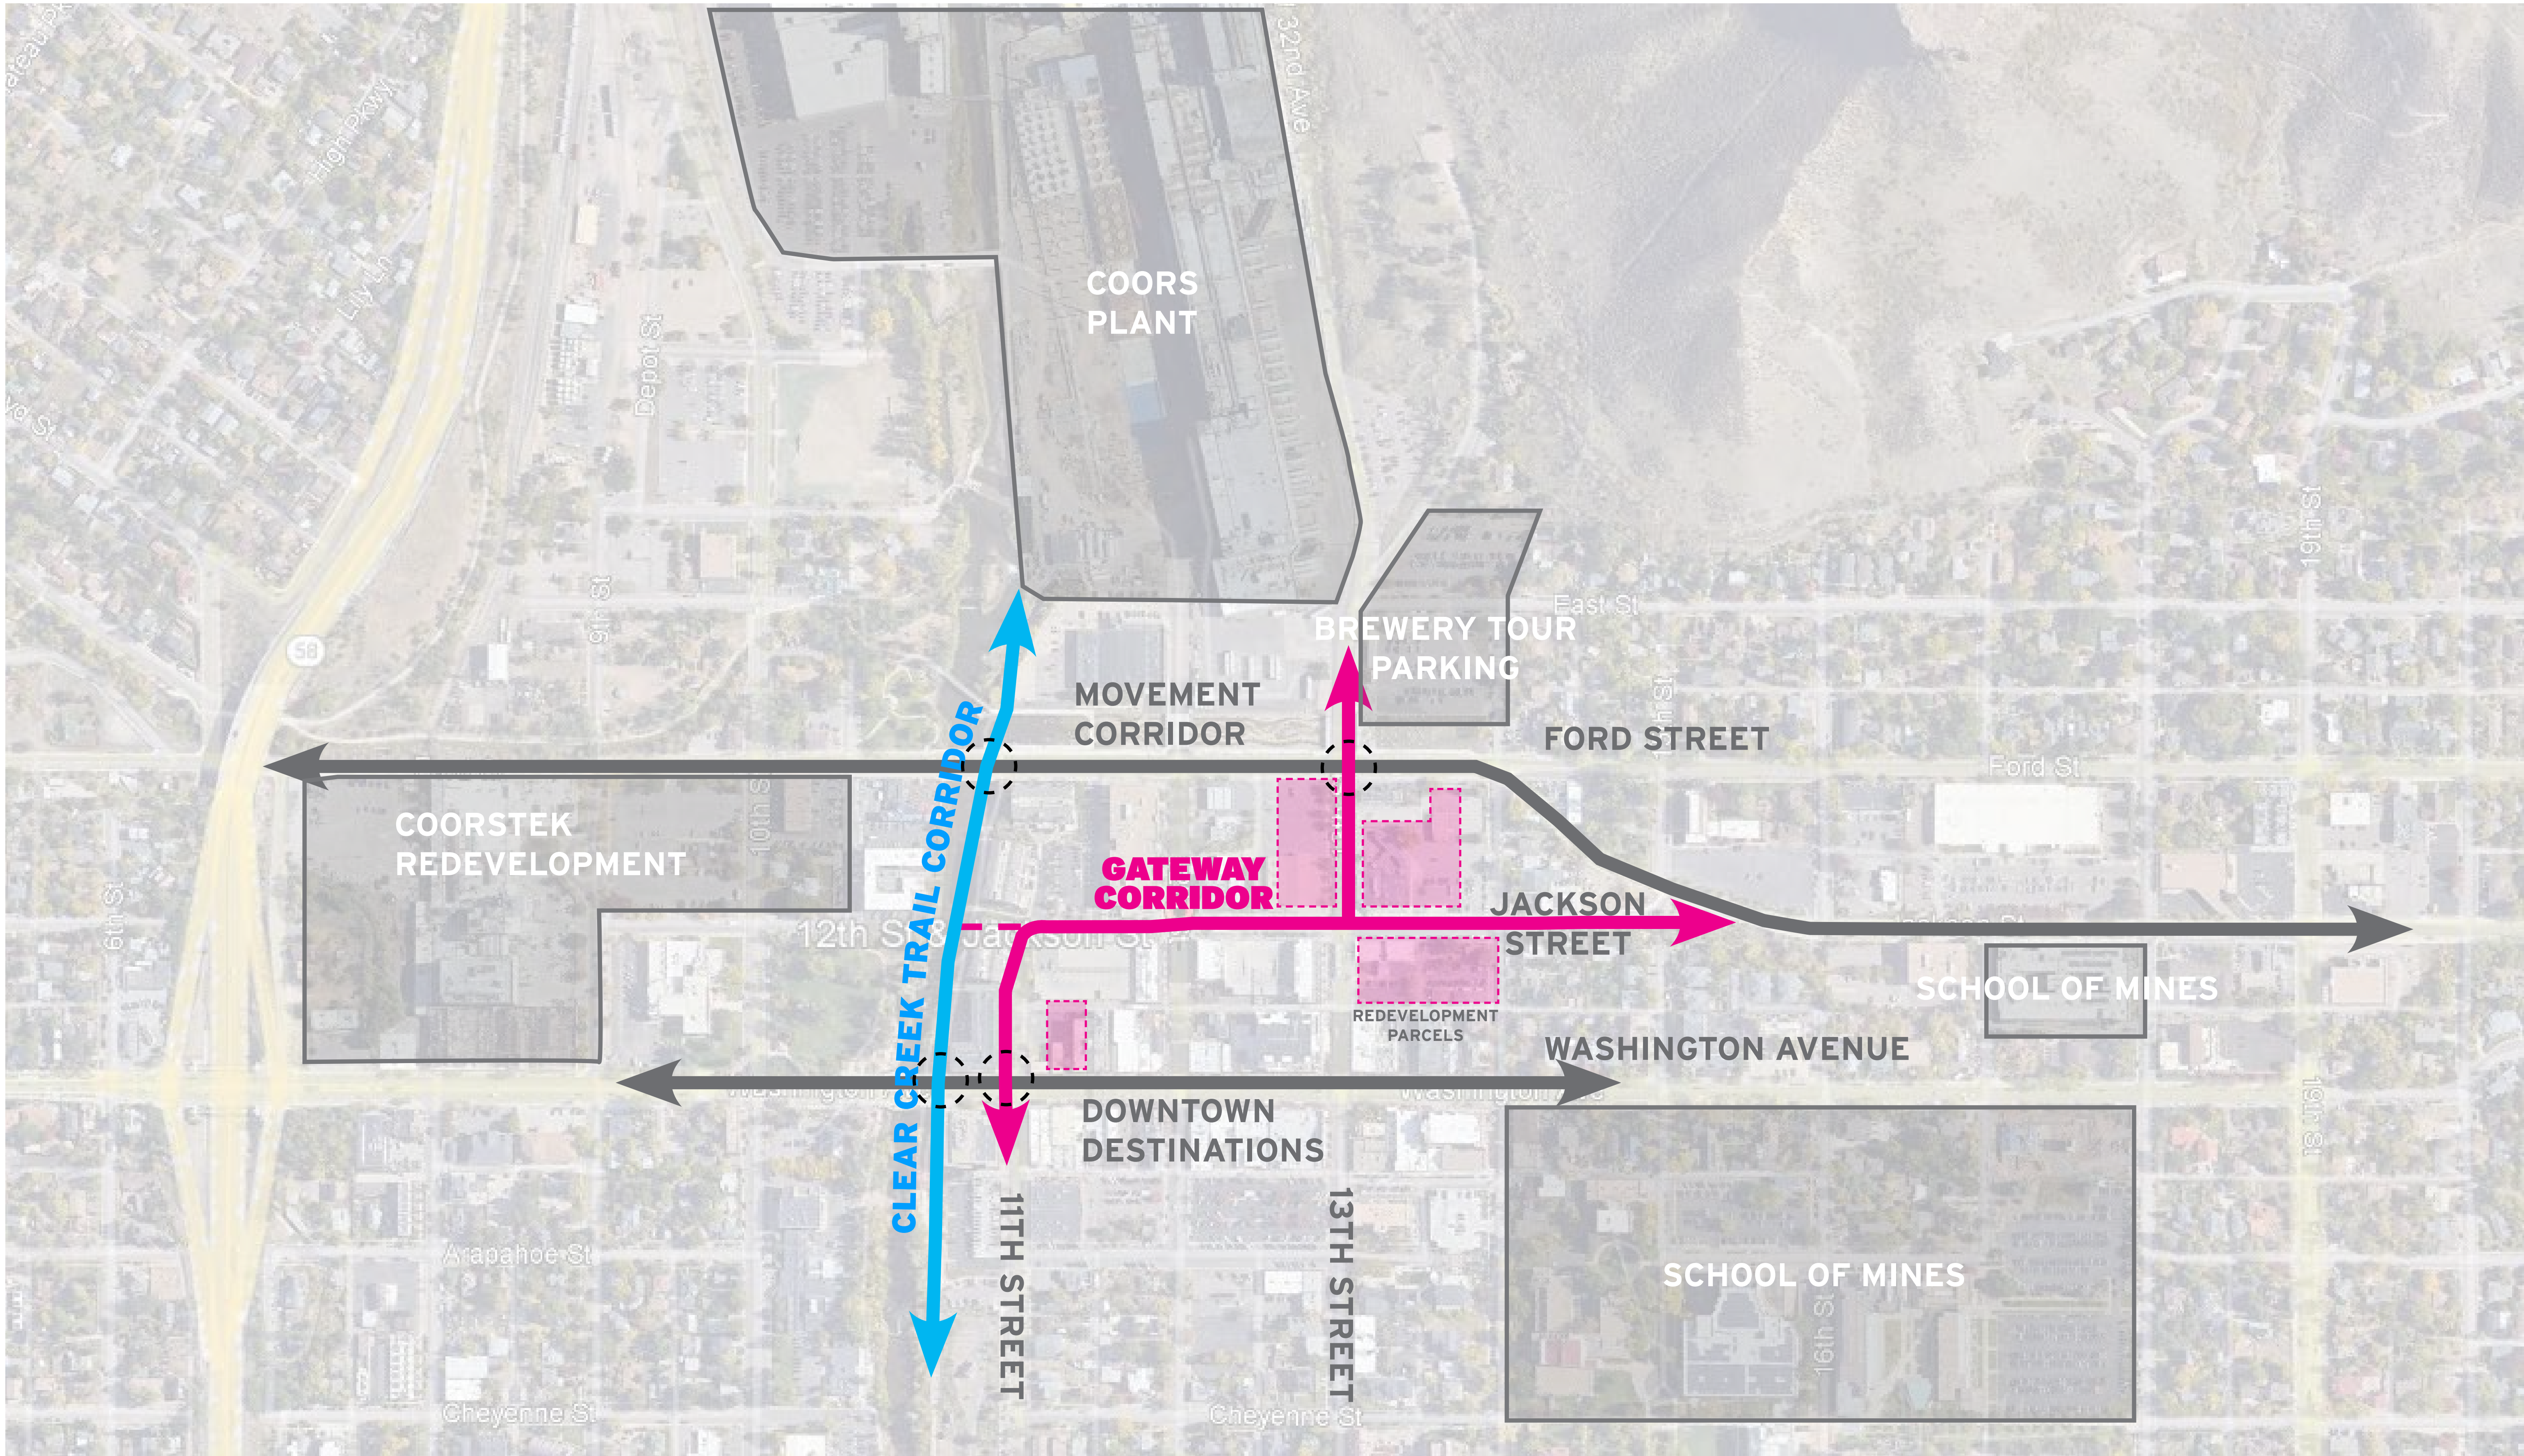 32nd Ave
High Pkwy
Lily Ln
Depot St
COORS
PLANT
9th St
19th St
East St
58
BREWERY TOUR
PARKING
MOVEMENT
CORRIDOR
FORD STREET
Ford St
CLEAR CREEK TRAIL CORRIDOR
COORSTEK
REDEVELOPMENT
10th S
GATEWAY
CORRIDOR
JACKSON
STREET
6th St
12th St & Jackson St
SCHOOL OF MINES
REDEVELOPMENT
PARCELS
WASHINGTON AVENUE
DOWNTOWN
DESTINATIONS
19th St
11TH STREET
13TH STREET
Arapahoe St
SCHOOL OF MINES
16th St
Cheyenne St
Cheyenne St